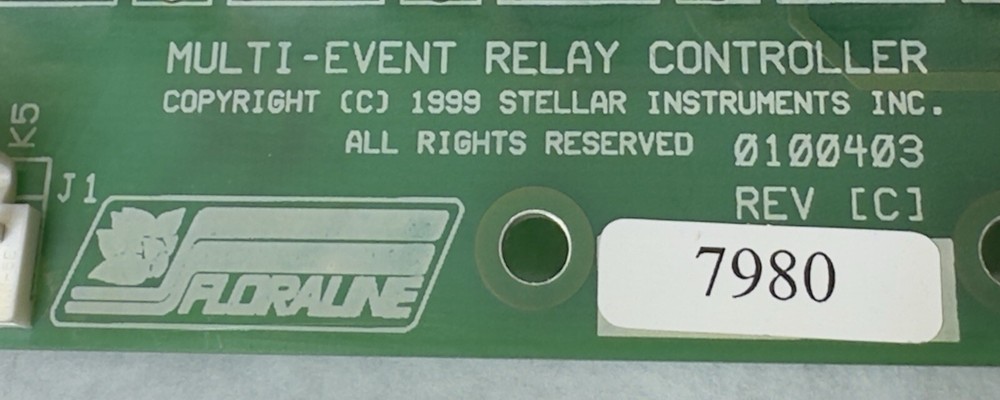 MULTI-EVENT RELAY CONTROLLER
COPYRIGHT (C) 1999 STELLAR INSTRUMENTS INC.
ALL RIGHTS RESERVED 0100403
REV [C]
K5
J1
FLORALINE
7980